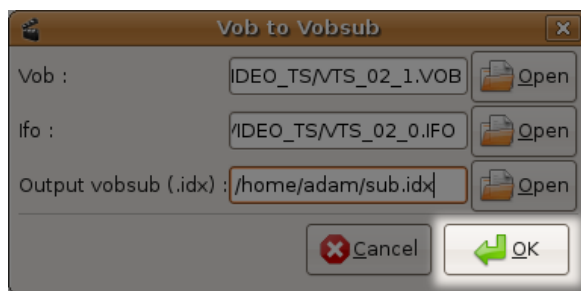 Vob to Vobsub
Vob : IDEO_TS/VTS_02_1.VOB Open
Ifo : /IDEO_TS/VTS_02_0.IFO Open
Output vobsub (.idx) : /home/adam/sub.idx Open
Cancel OK